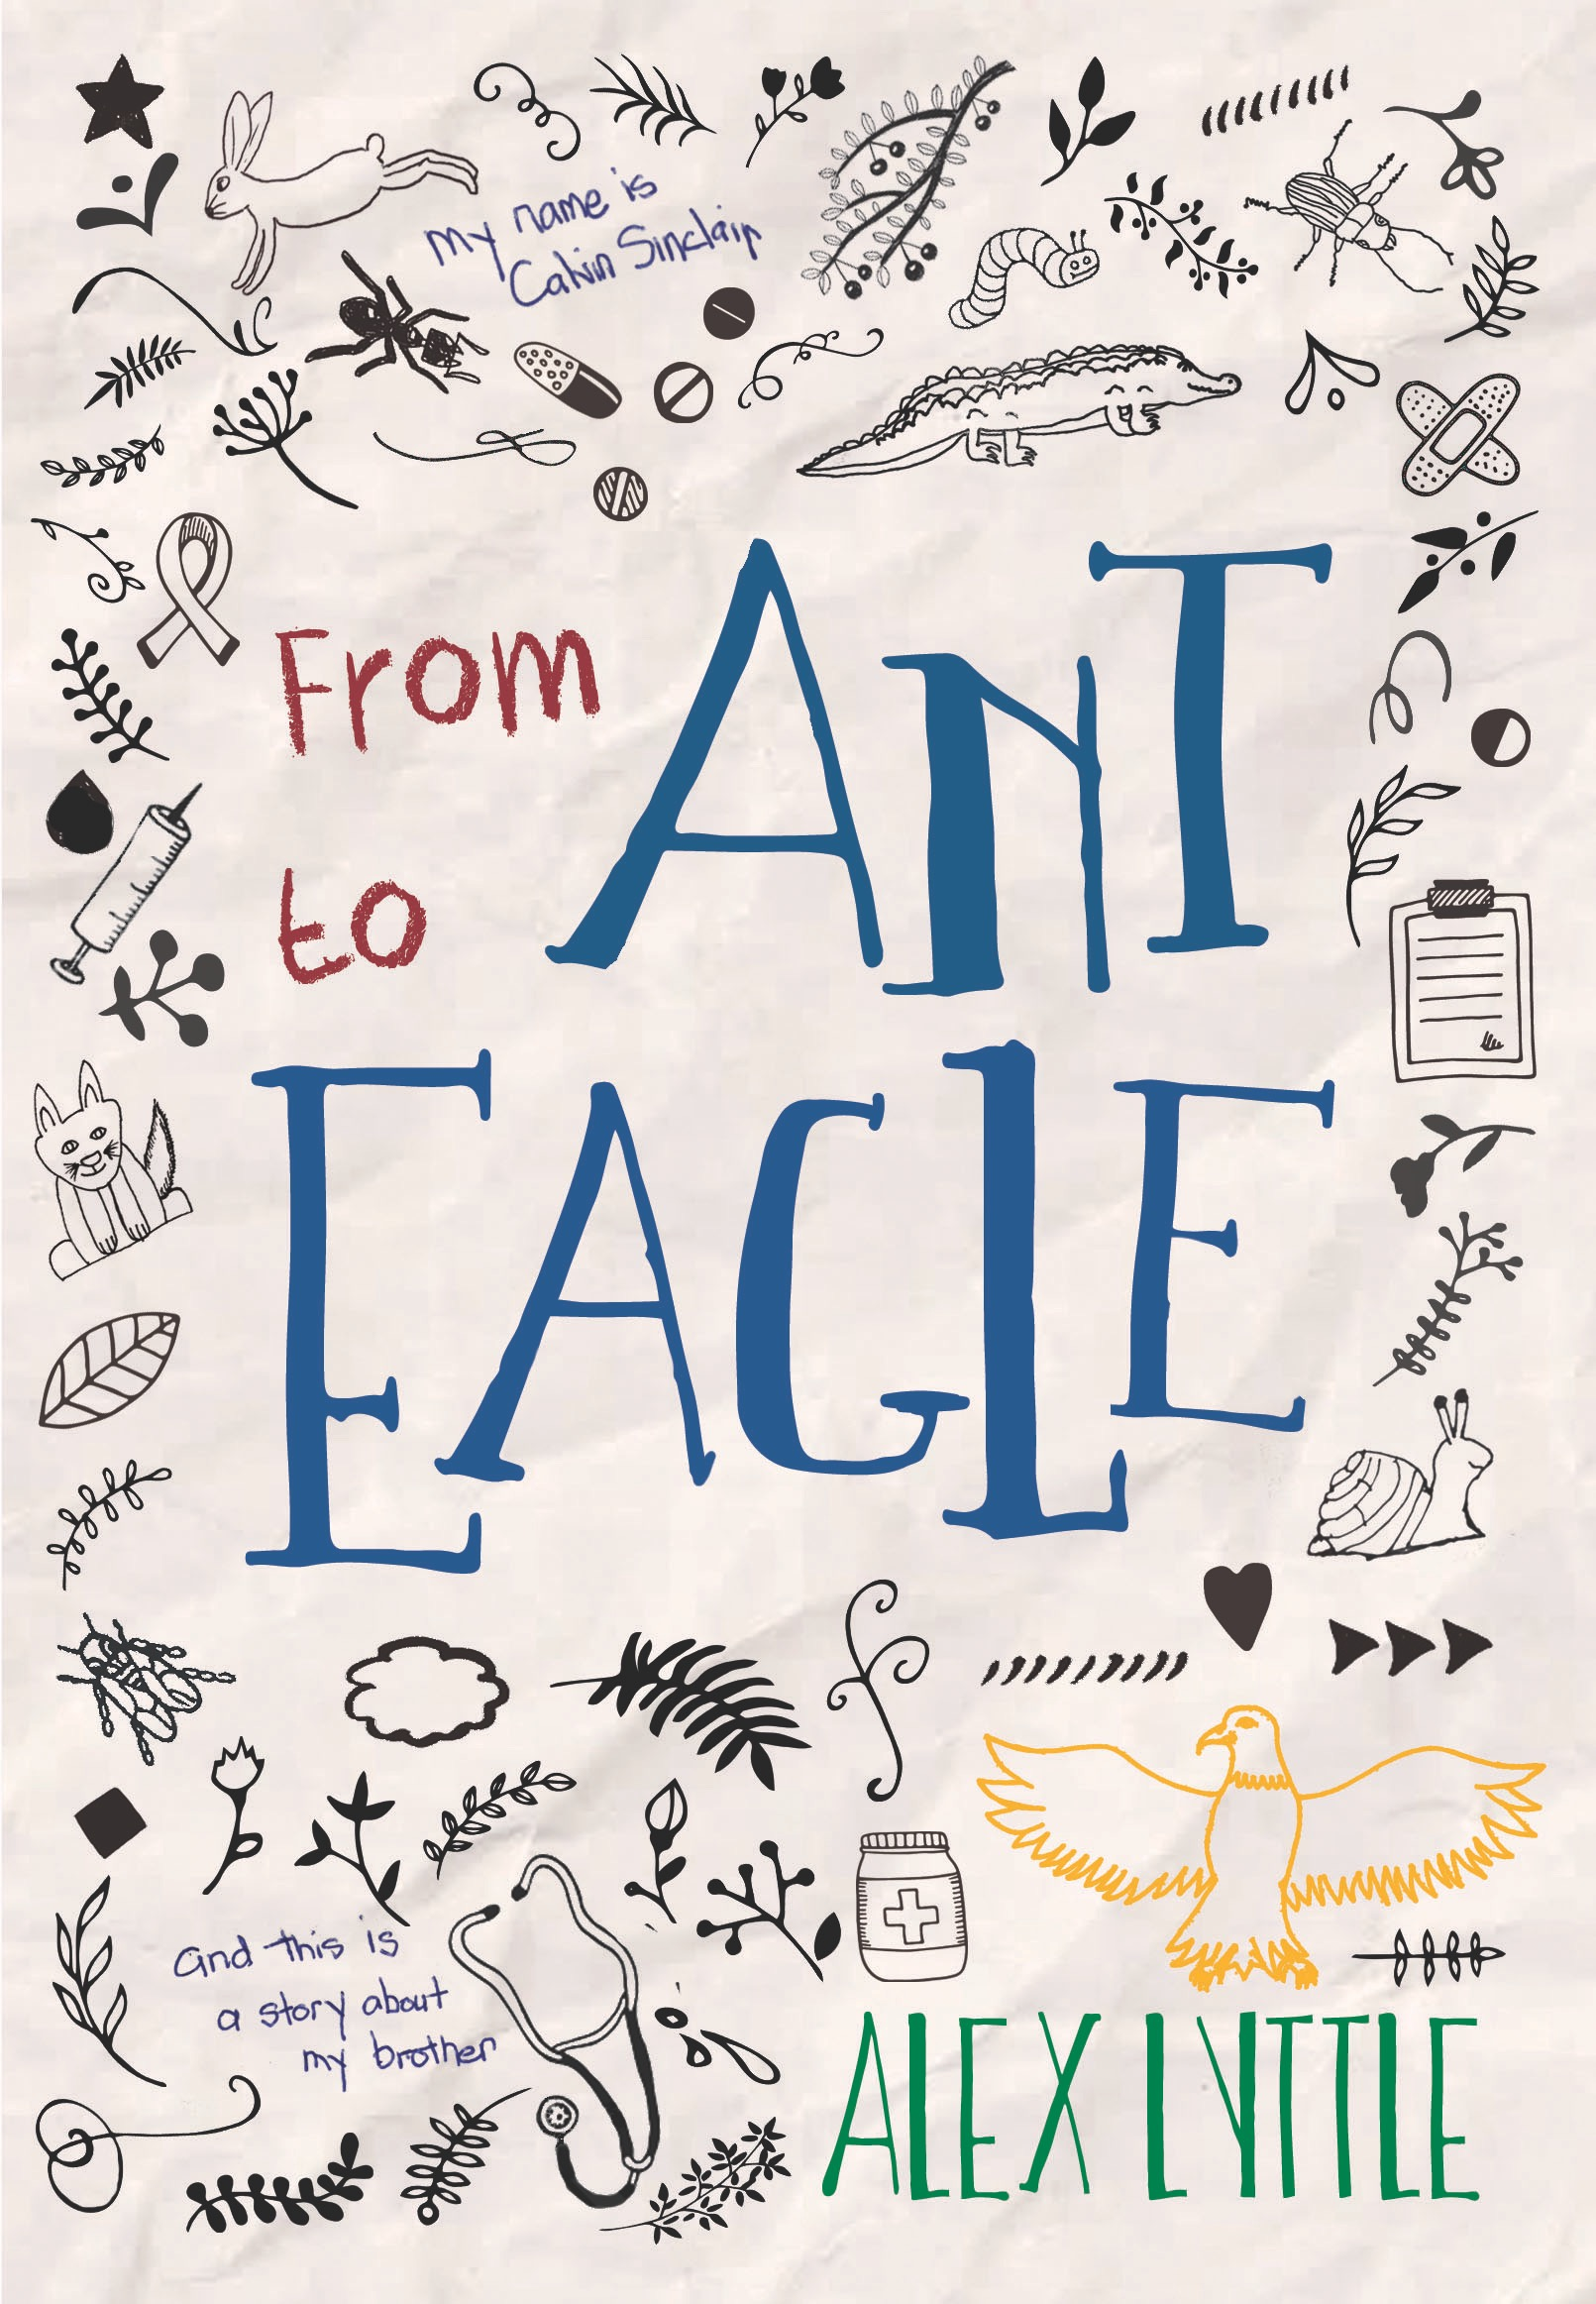 my name is
Calvin Sinclair
From ANT
to
EAGLE
and this is
a story about
my brother
ALEX LYTTLE